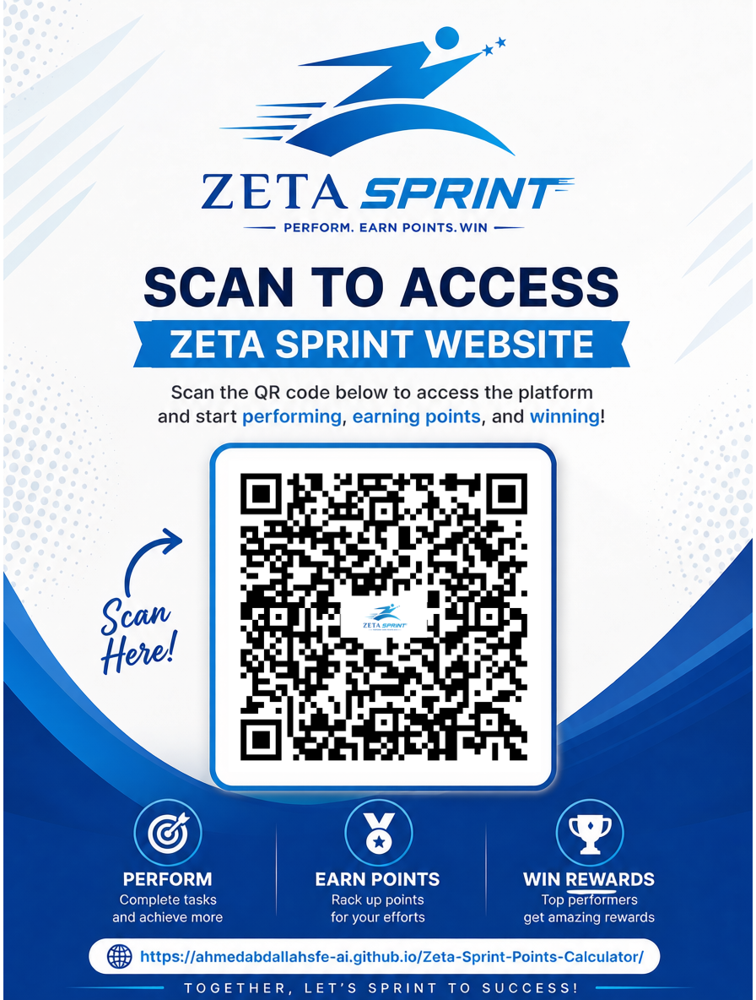 ZETA SPRINT
PERFORM. EARN POINTS. WIN
SCAN TO ACCESS
ZETA SPRINT WEBSITE
Scan the QR code below to access the platform
and start performing, earning points, and winning!
Scan
Here!
ZETA SPRINT
PERFORM
Complete tasks
and achieve more
EARN POINTS
Rack up points
for your efforts
WIN REWARDS
Top performers
get amazing rewards
https://ahmedabdallahsfe-ai.github.io/Zeta-Sprint-Points-Calculator/
TOGETHER, LET'S SPRINT TO SUCCESS!